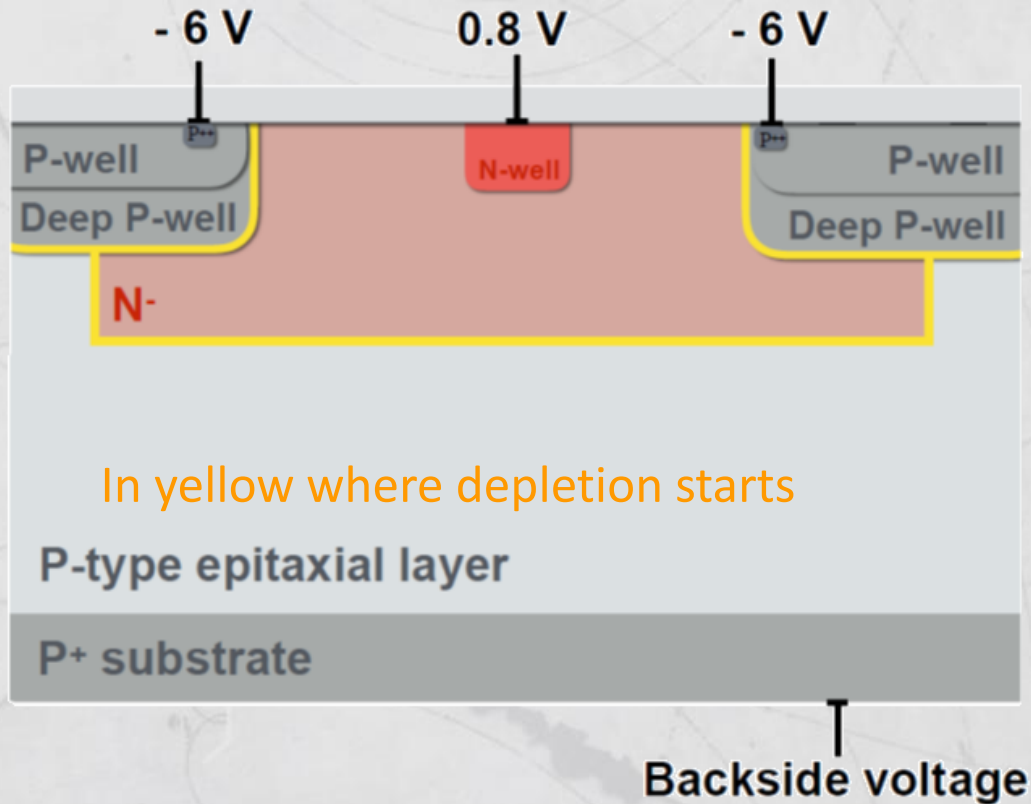 - 6 V 0.8 V - 6 V
P++ P++
P-well N-well P-well
Deep P-well Deep P-well
N-
In yellow where depletion starts
P-type epitaxial layer
P+ substrate
Backside voltage